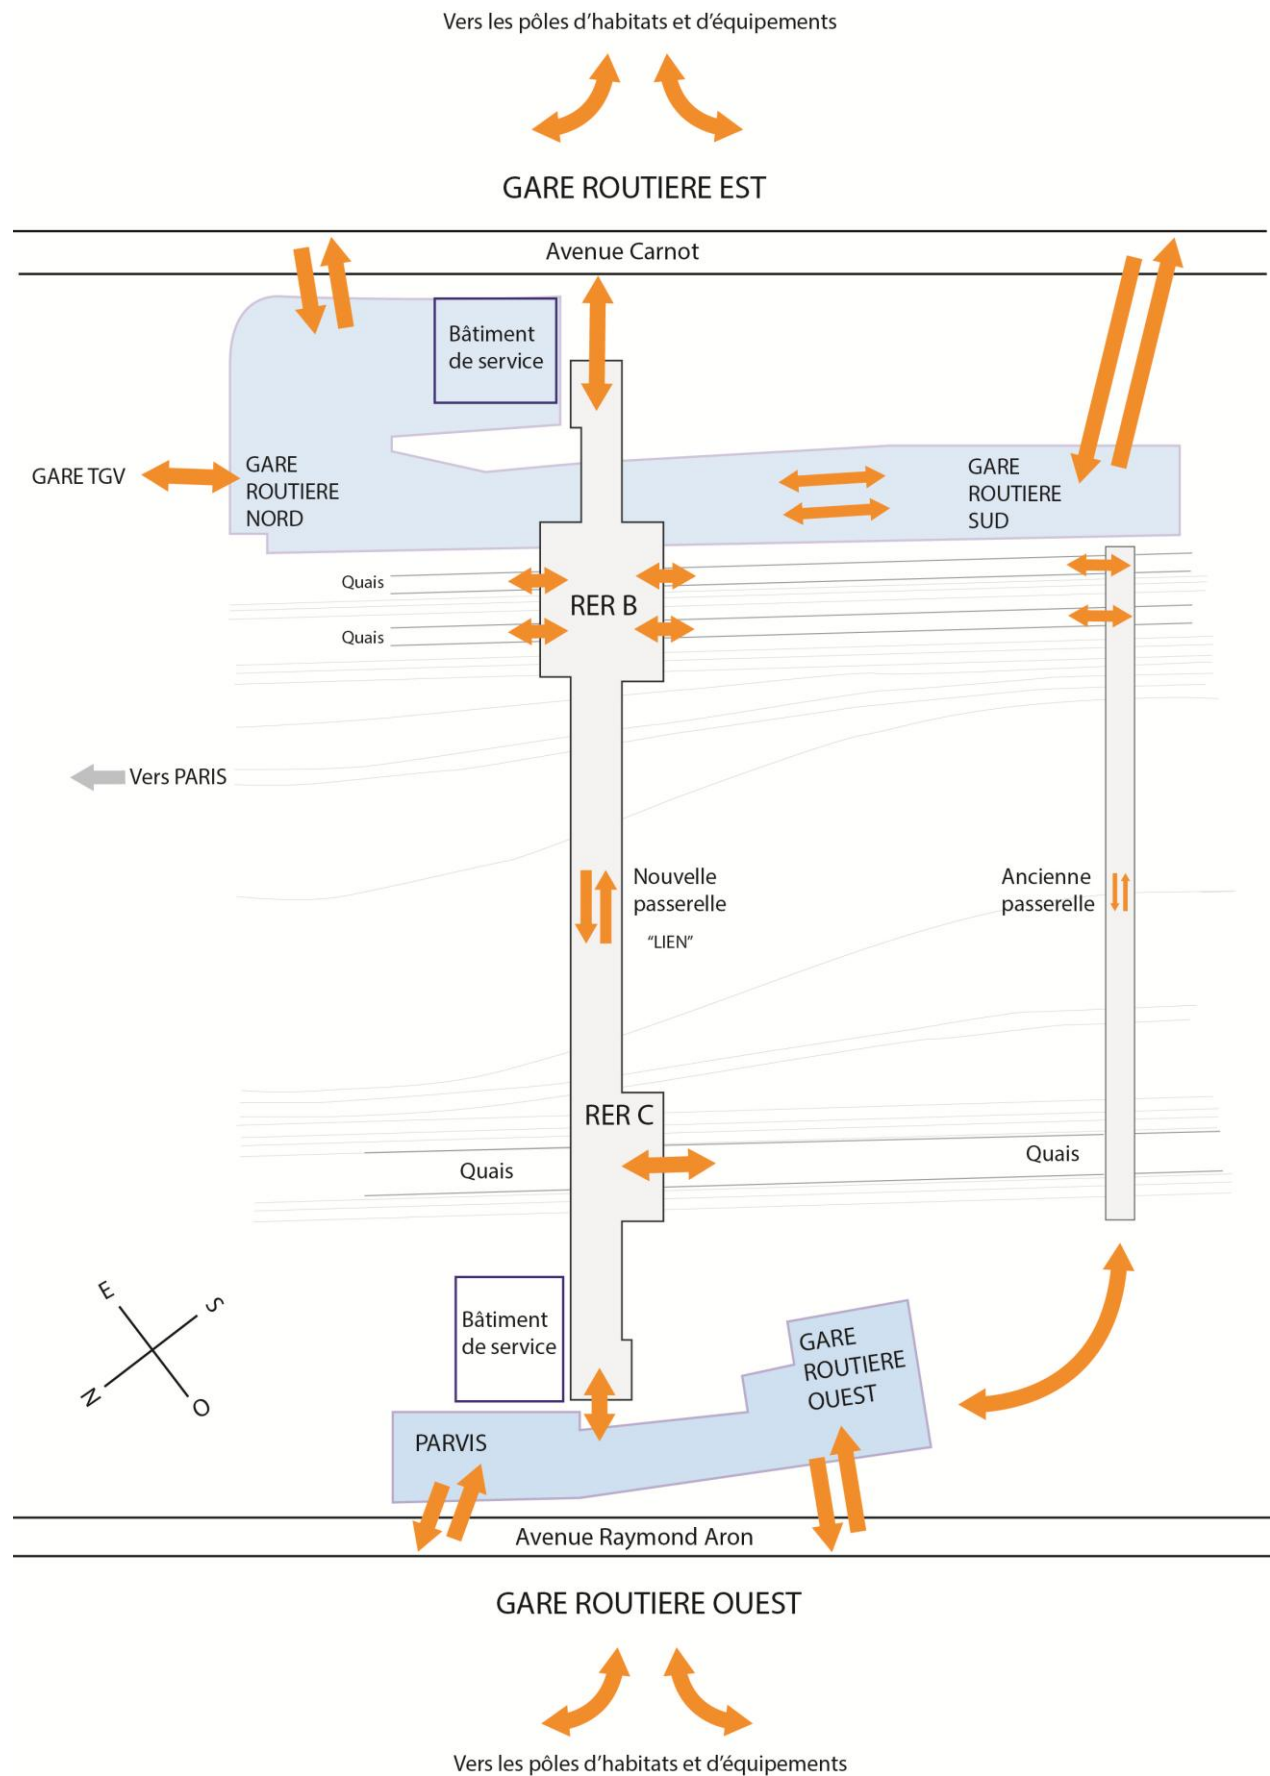 Vers les pôles d’habitats et d’équipements
GARE ROUTIERE EST
Avenue Carnot
Bâtiment
de service
GARE TGV
GARE
ROUTIERE
NORD
GARE
ROUTIERE
SUD
Quais
RER B
Quais
Vers PARIS
Nouvelle
passerelle
“LIEN”
Ancienne
passerelle
RER C
Quais
Quais
E
S
N
O
Bâtiment
de service
GARE
ROUTIERE
OUEST
PARVIS
Avenue Raymond Aron
GARE ROUTIERE OUEST
Vers les pôles d’habitats et d’équipements